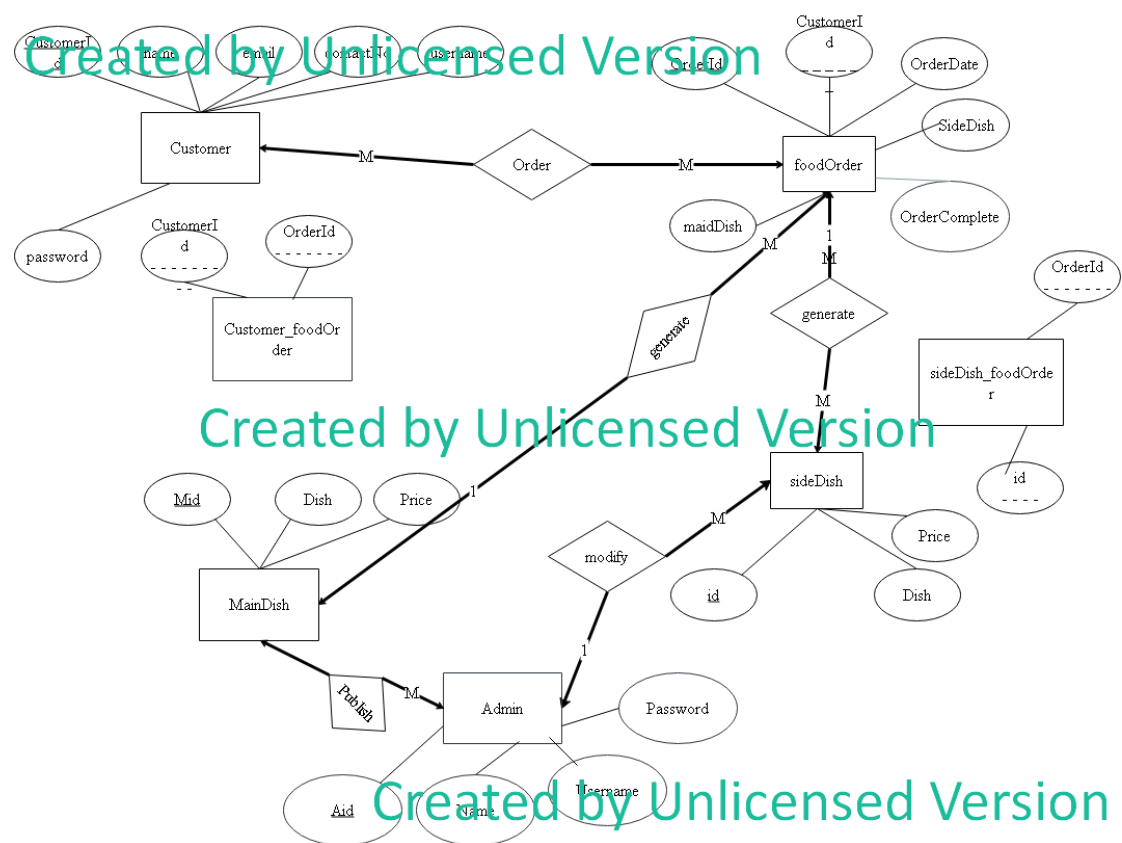 CustomerI
d
name
email
contactNo
username
Created by Unlicensed Version
OrderId
CustomerI
d
OrderDate
SideDish
Customer
M
Order
M
foodOrder
OrderComplete
maidDish
password
CustomerI
d
OrderId
Customer_foodOr
der
M
generate
1
M
generate
M
OrderId
sideDish_foodOrde
r
id
Created by Unlicensed Version
Mid
Dish
Price
1
MainDish
sideDish
M
modify
Price
id
Dish
1
Publish
M
Admin
Password
Aid
Name
Username
Created by Unlicensed Version